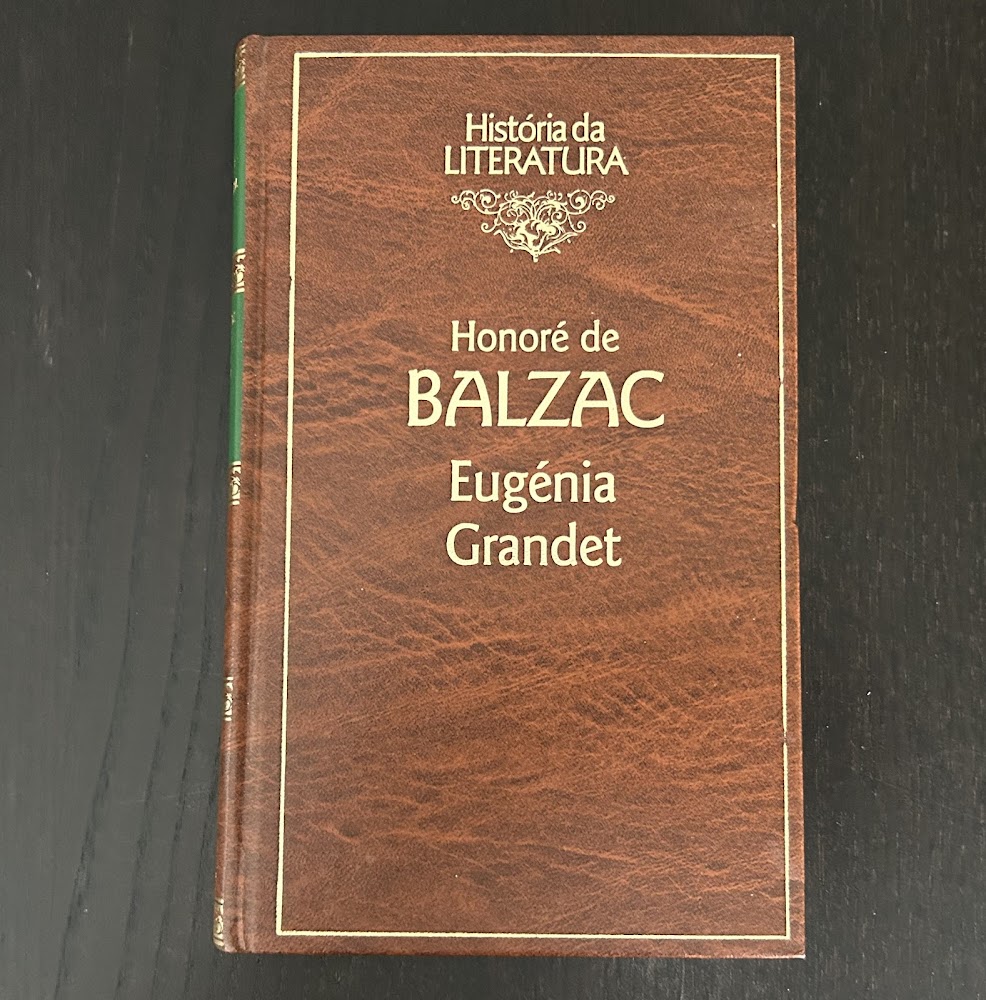 História da
LITERATURA
Honoré de
BALZAC
Eugénia
Grandet